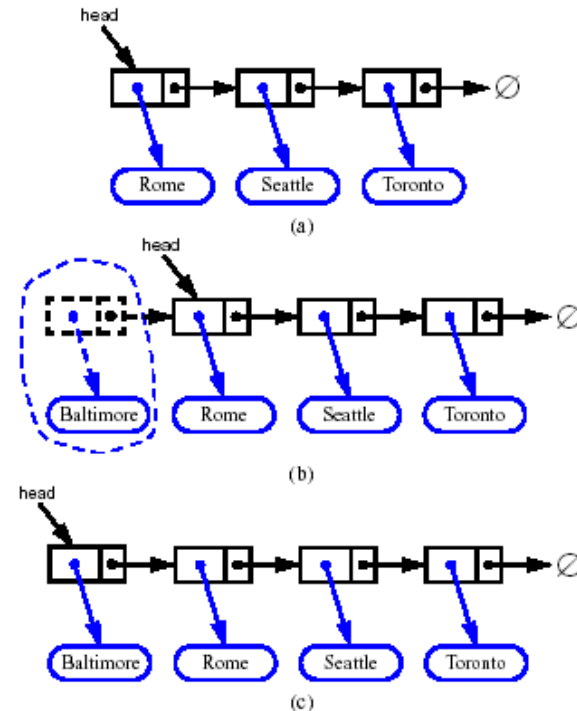 head
∅
Rome Seattle Toronto
(a)
head
∅
Baltimore Rome Seattle Toronto
(b)
head
∅
Baltimore Rome Seattle Toronto
(c)